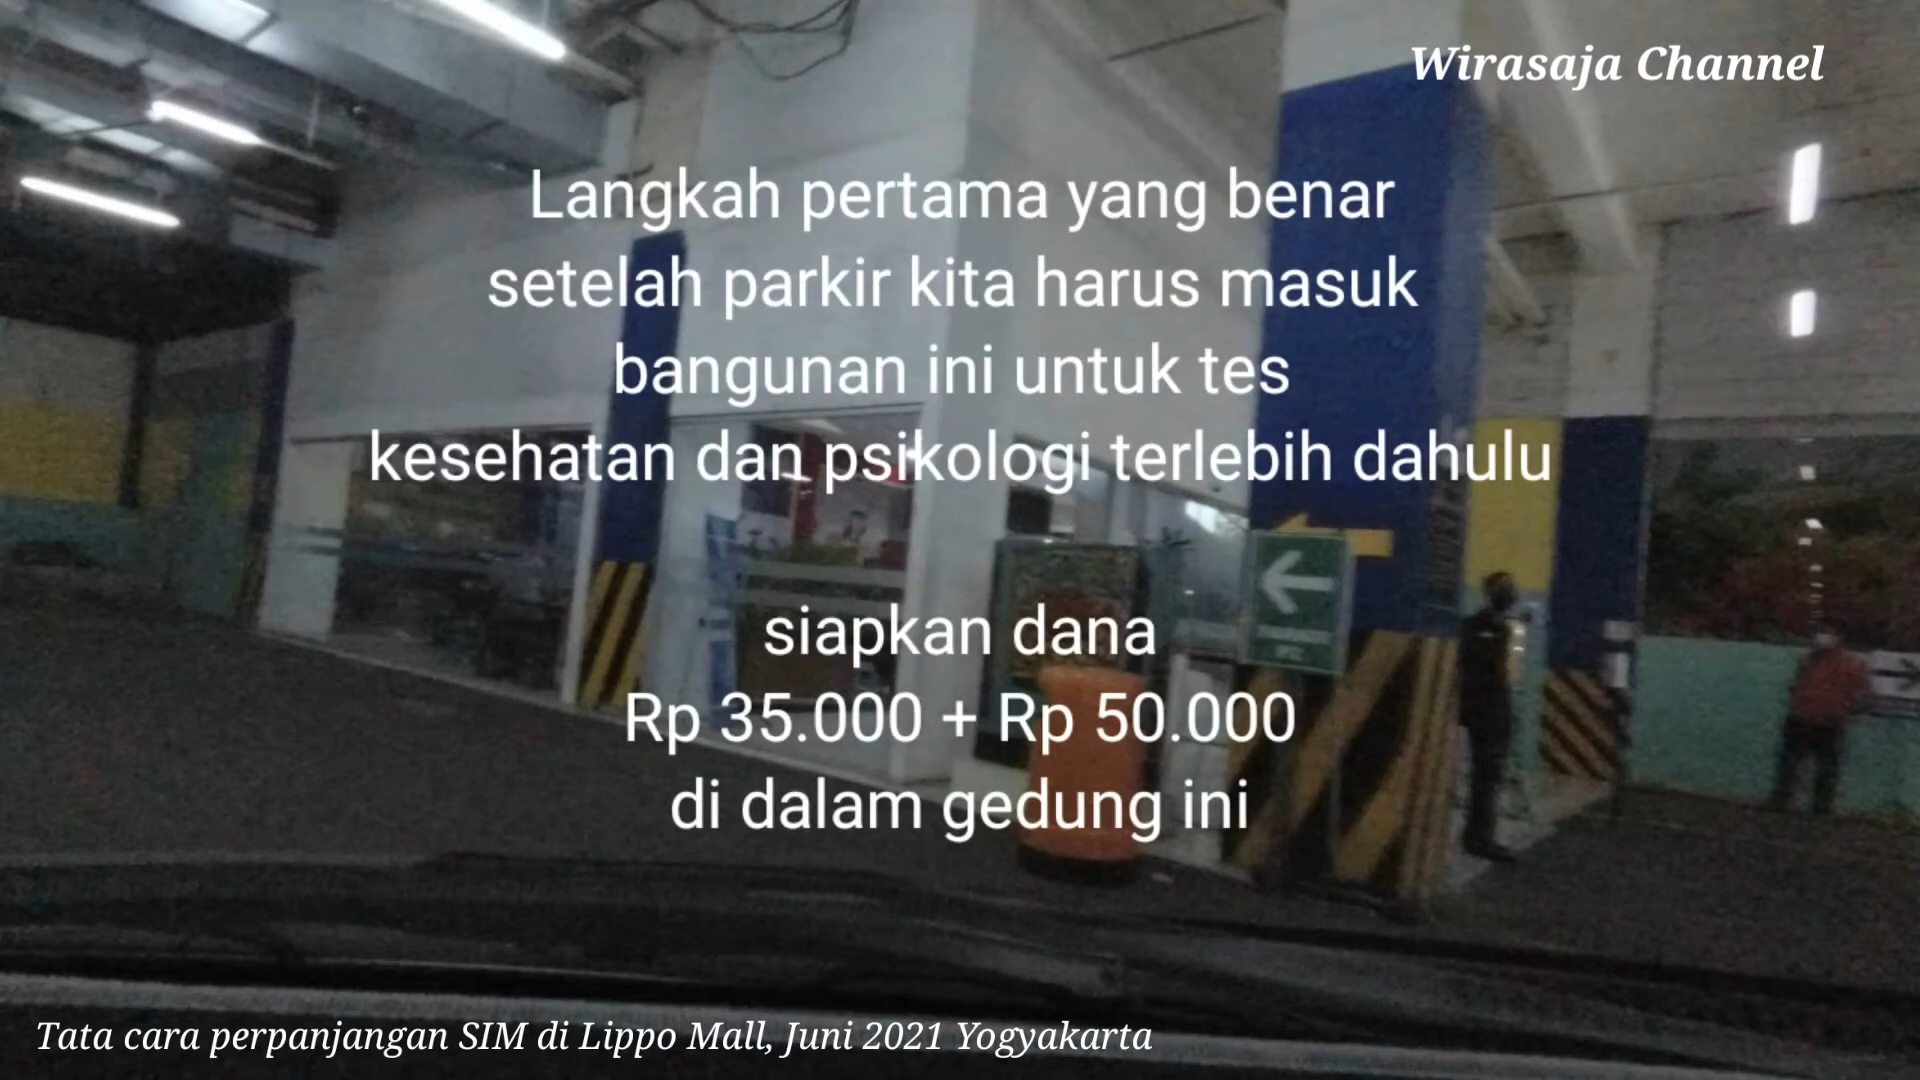 Wirasaja Channel
Langkah pertama yang benar
setelah parkir kita harus masuk
bangunan ini untuk tes
kesehatan dan psikologi terlebih dahulu
siapkan dana
Rp 35.000 + Rp 50.000
di dalam gedung ini
Tata cara perpanjangan SIM di Lippo Mall, Juni 2021 Yogyakarta